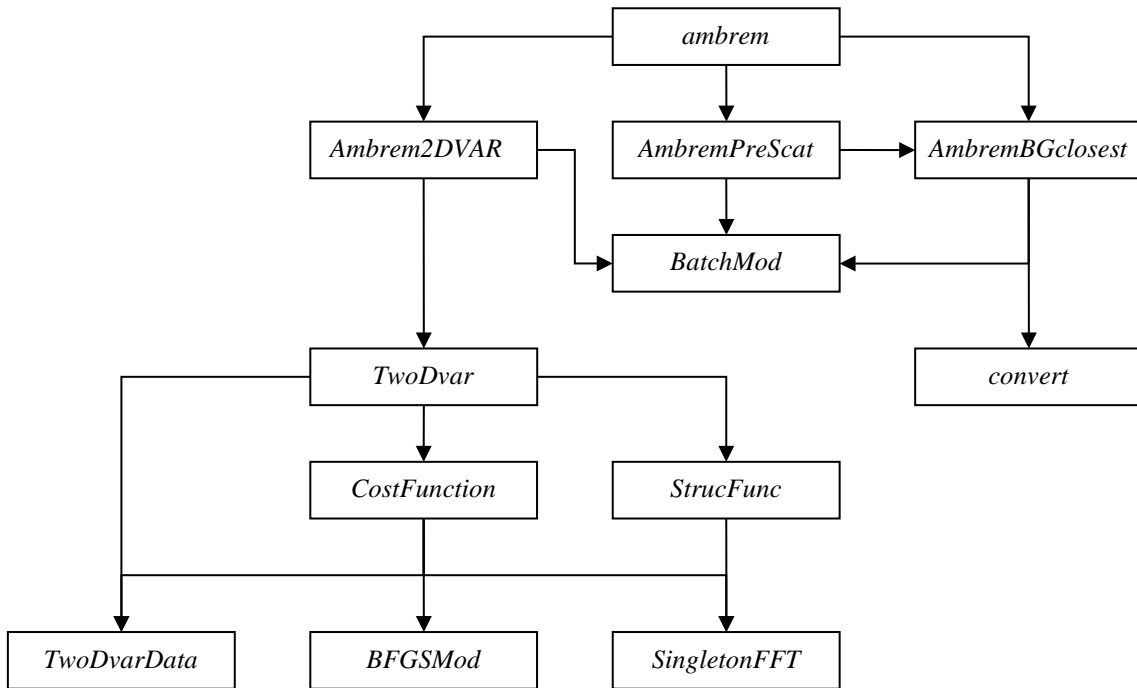 ambrem
Ambrem2DVAR
AmbremPreScat
AmbremBGclosest
BatchMod
TwoDvar
convert
CostFunction
StrucFunc
TwoDvarData
BFGSMod
SingletonFFT